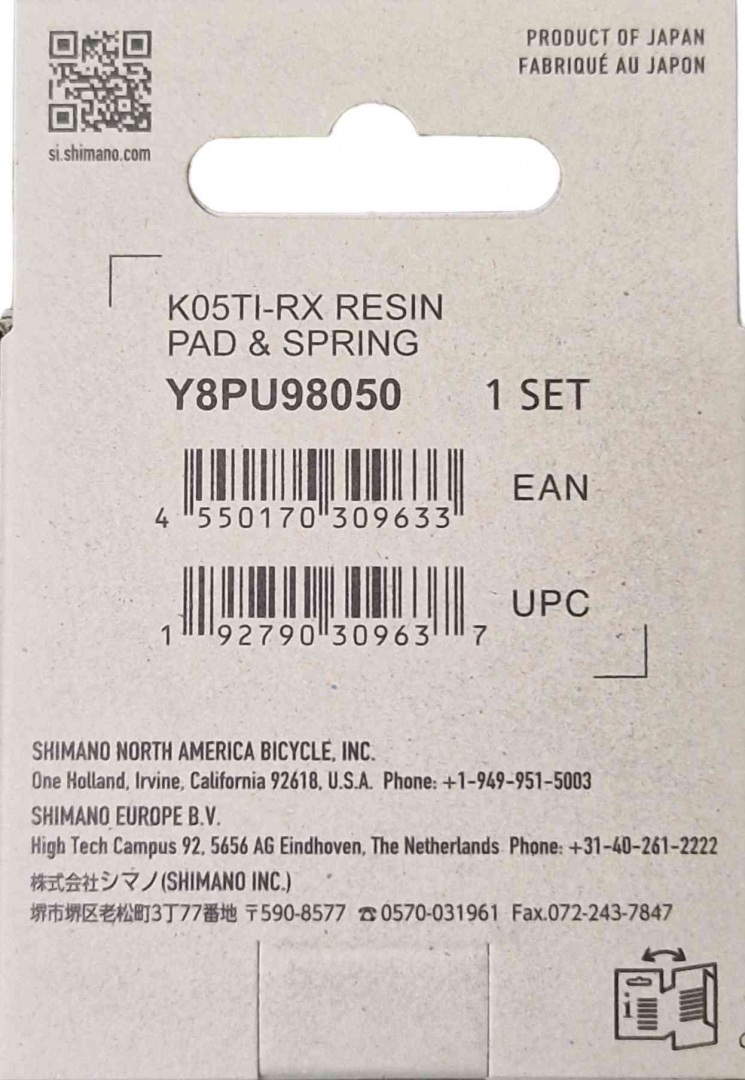 PRODUCT OF JAPAN
FABRIQUÉ AU JAPON
si.shimano.com
K05TI-RX RESIN
PAD & SPRING
Y8PU98050 1 SET
EAN
4 550170 309633
UPC
1 92790 30963 7
SHIMANO NORTH AMERICA BICYCLE, INC.
One Holland, Irvine, California 92618, U.S.A. Phone: +1-949-951-5003
SHIMANO EUROPE B.V.
High Tech Campus 92, 5656 AG Eindhoven, The Netherlands Phone: +31-40-261-2222
株式会社シマノ(SHIMANO INC.)
堺市堺区老松町3丁77番地 〒590-8577 ☎0570-031961 Fax.072-243-7847
i